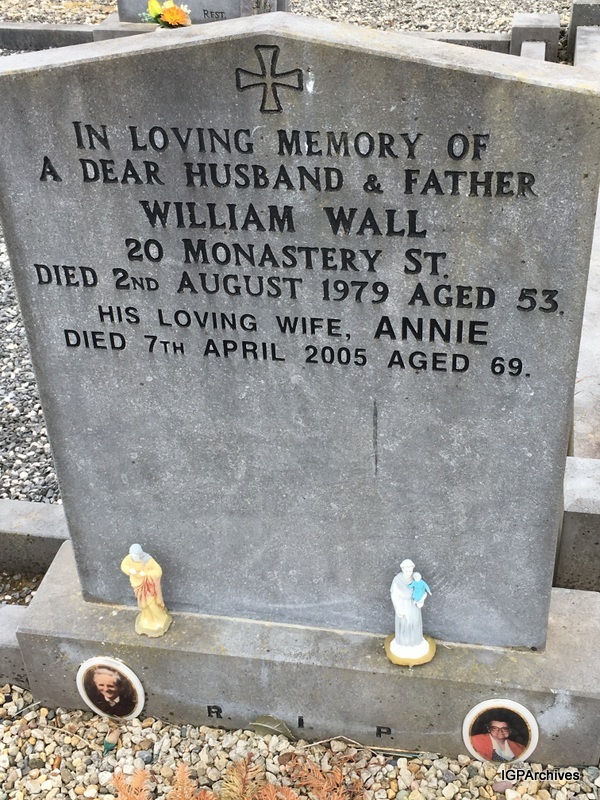 REST
IN LOVING MEMORY OF
A DEAR HUSBAND & FATHER
WILLIAM WALL
20 MONASTERY ST.
DIED 2ND AUGUST 1979 AGED 53.
HIS LOVING WIFE, ANNIE
DIED 7TH APRIL 2005 AGED 69.
R. I. P.
IGPArchives